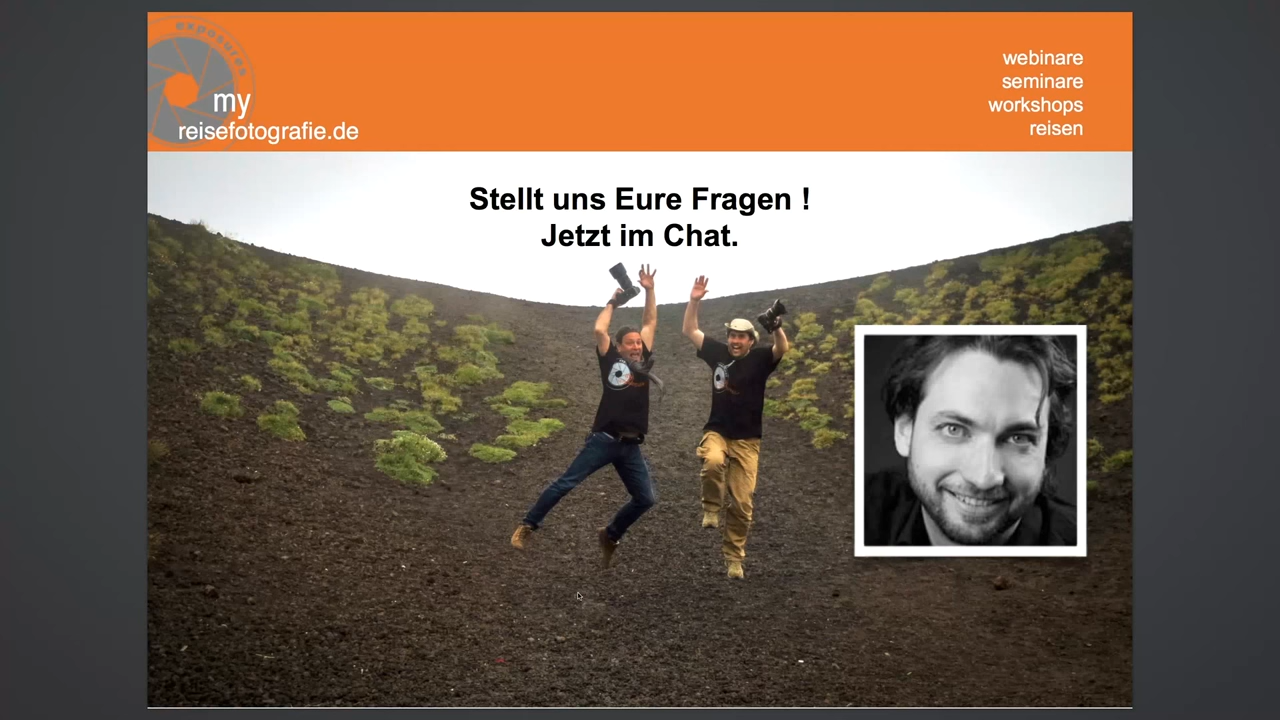 exposures
my
reisefotografie.de
webinare
seminare
workshops
reisen
Stellt uns Eure Fragen !
Jetzt im Chat.